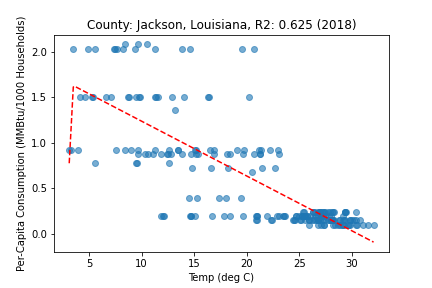 County: Jackson, Louisiana, R2: 0.625 (2018)
Per-Capita Consumption (MMBtu/1000 Households)
2.0
1.5
1.0
0.5
0.0
5 10 15 20 25 30
Temp (deg C)